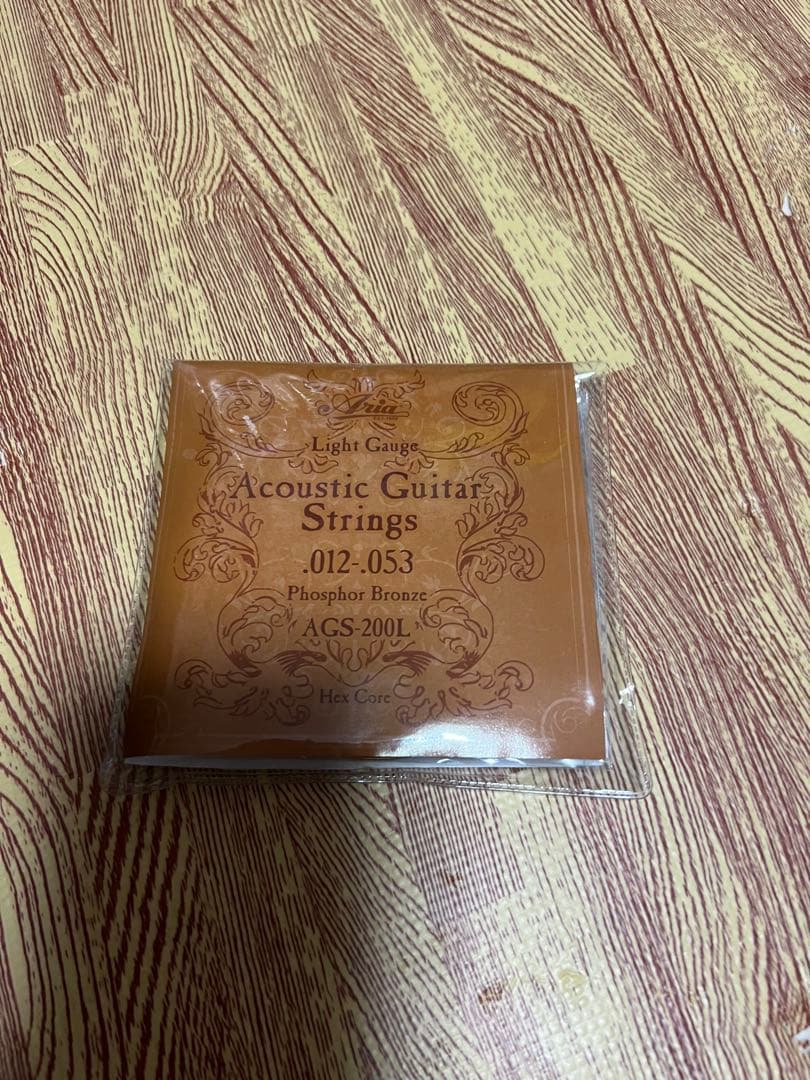 Aria
Light Gauge
Acoustic Guitar
Strings
.012-.053
Phosphor Bronze
AGS-200L
Hex Core